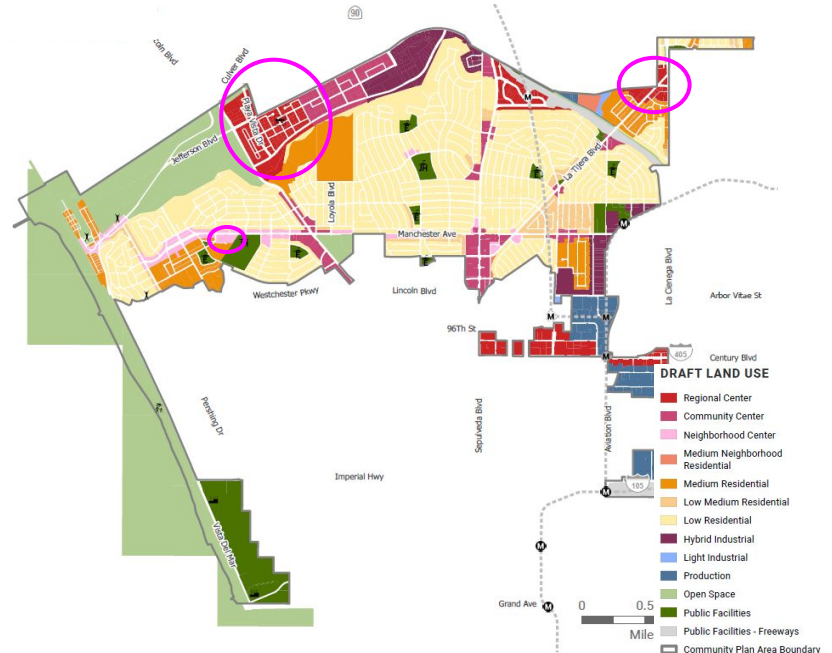 90
coln Blvd
Culver Blvd
Playa Vista Dr
Jefferson Blvd
M
La Tijera Blvd
Loyola Blvd
Manchester Ave
M
Westchester Pkwy
Lincoln Blvd
La Cienega Blvd
Arbor Vitae St
M
M
96Th St
405
M
Century Blvd
Pershing Dr
Sepulveda Blvd
Aviation Blvd
Imperial Hwy
105
M
Vista Del Mar
M
Grand Ave
M
0 0.5
Mile
DRAFT LAND USE
Regional Center
Community Center
Neighborhood Center
Medium Neighborhood
Residential
Medium Residential
Low Medium Residential
Low Residential
Hybrid Industrial
Light Industrial
Production
Open Space
Public Facilities
Public Facilities - Freeways
Community Plan Area Boundary